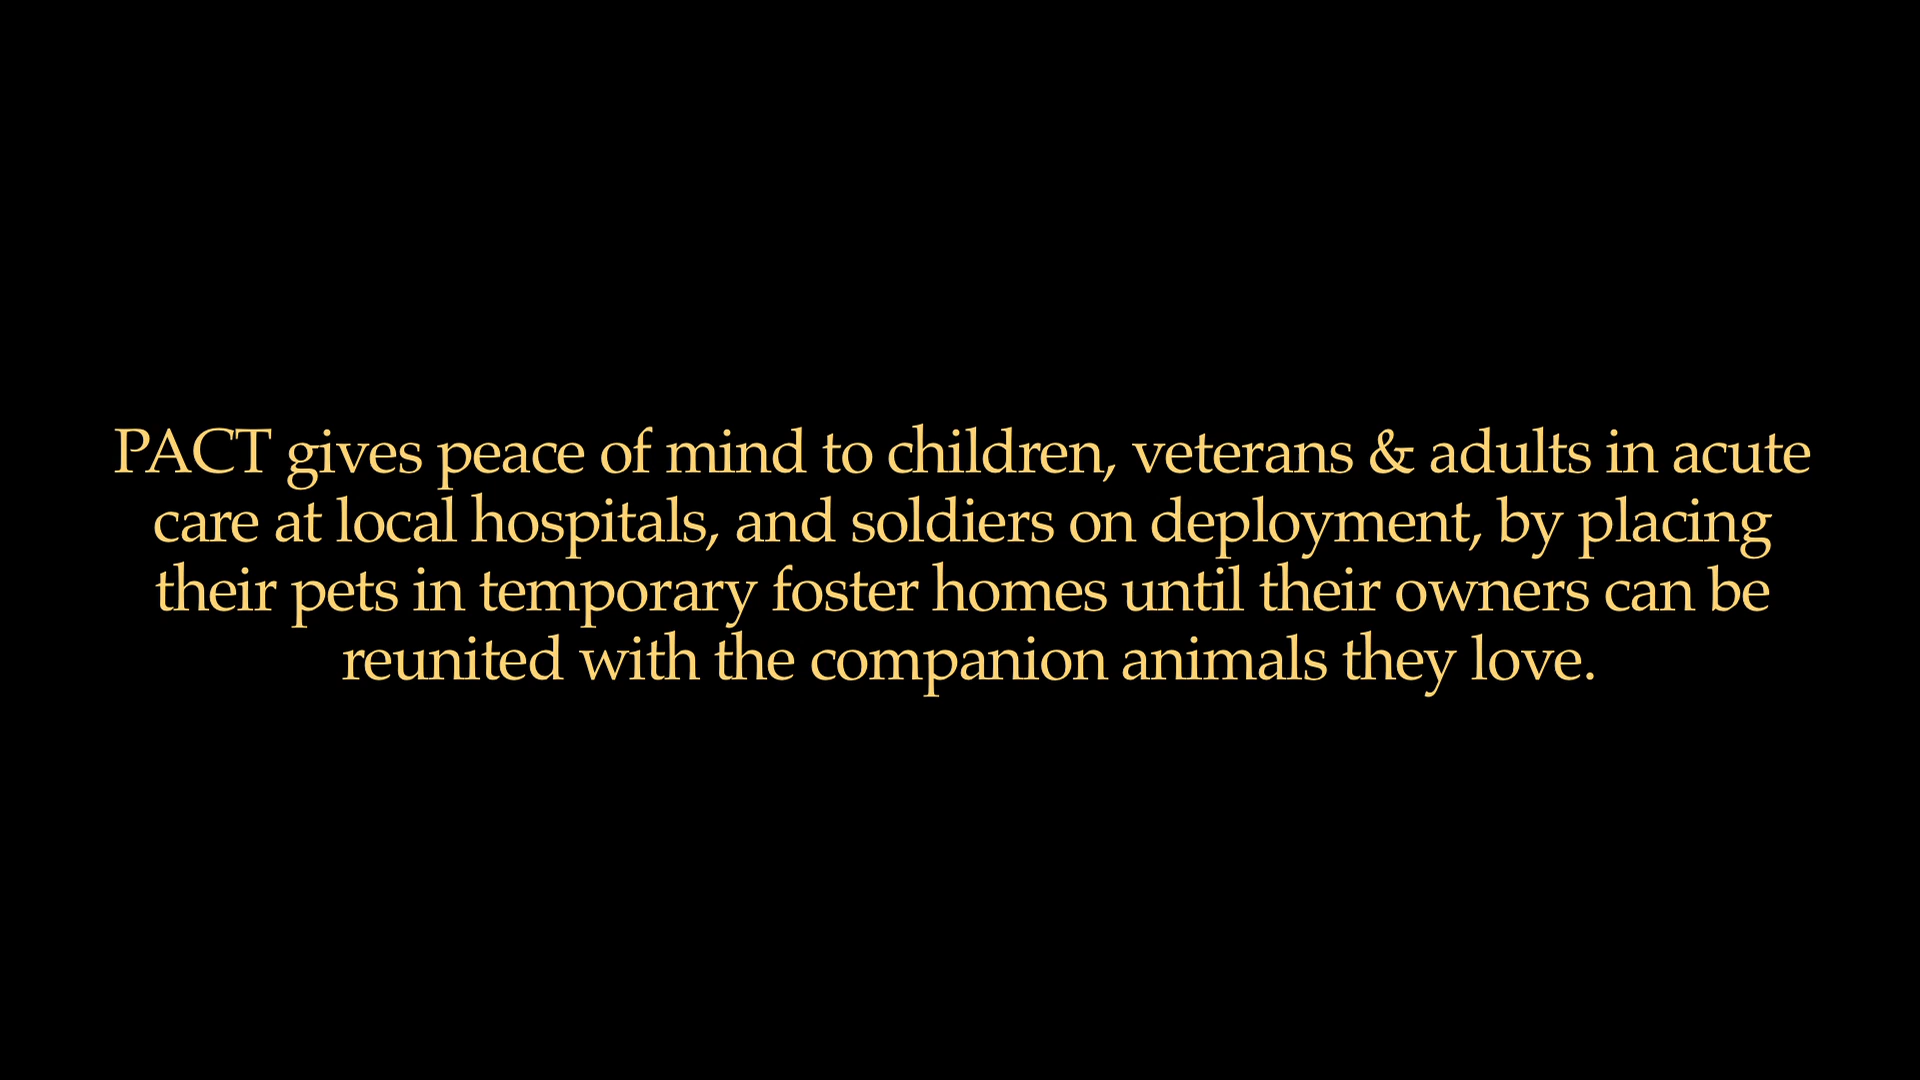 PACT gives peace of mind to children, veterans & adults in acute
care at local hospitals, and soldiers on deployment, by placing
their pets in temporary foster homes until their owners can be
reunited with the companion animals they love.